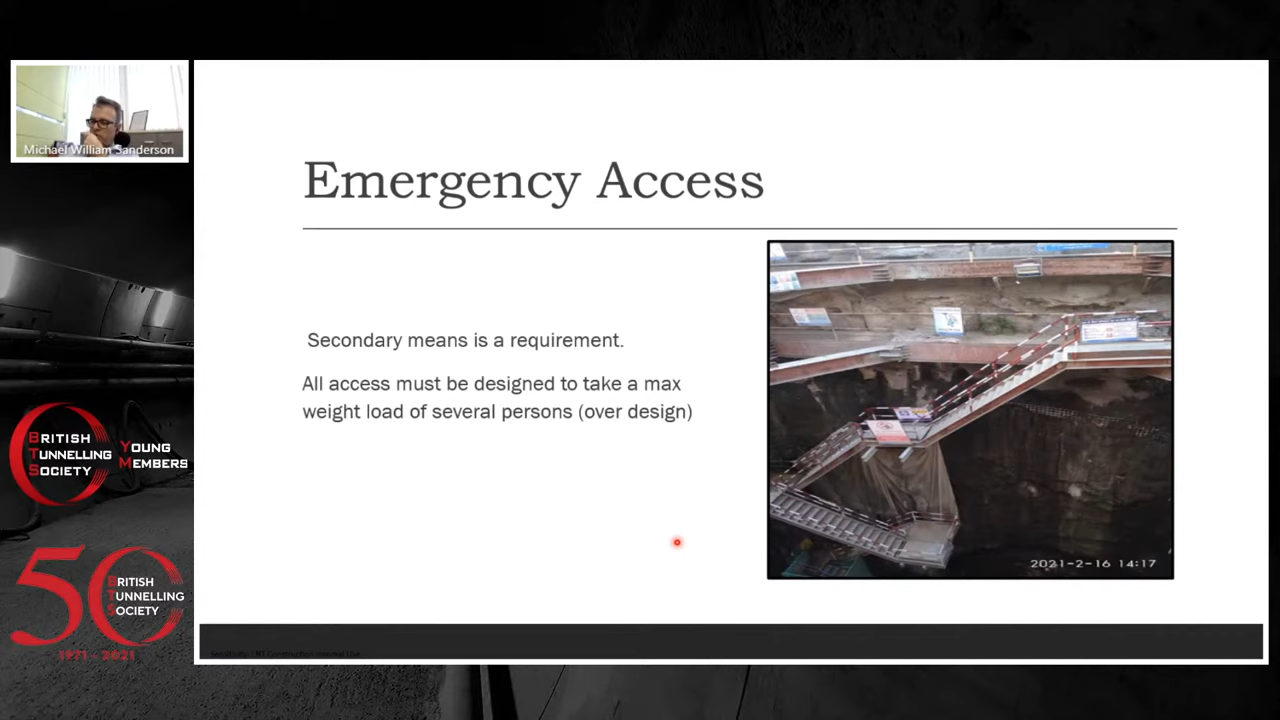 Michael William Sanderson
Emergency Access
Secondary means is a requirement.
All access must be designed to take a max
weight load of several persons (over design)
2021-2-16 14:17
BRITISH
TUNNELLING
SOCIETY
YOUNG
MEMBERS
50
BRITISH
TUNNELLING
SOCIETY
1971 - 2021